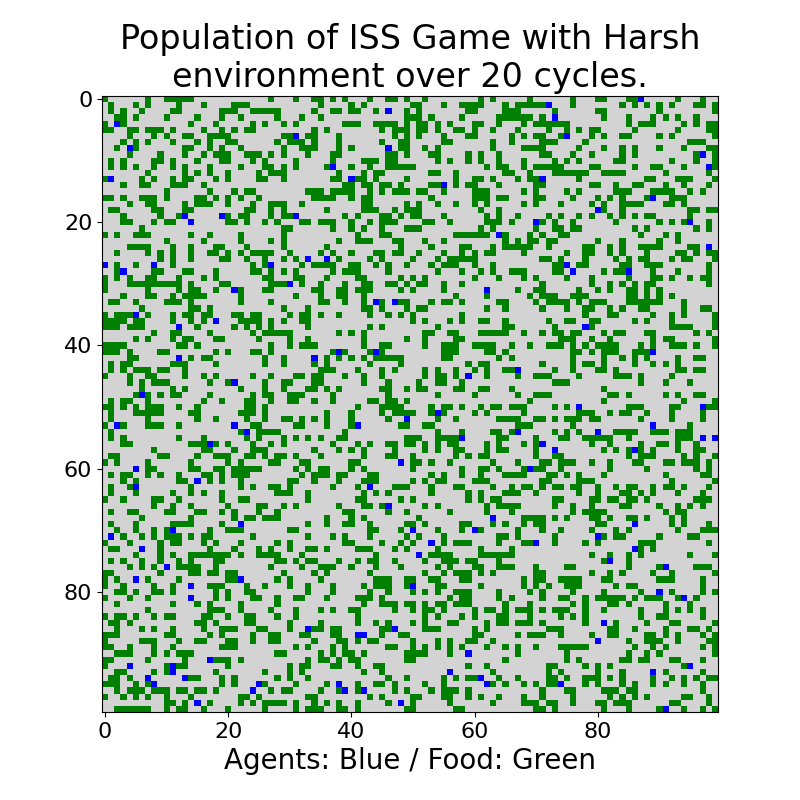 Population of ISS Game with Harsh
environment over 20 cycles.
0
20
40
60
80
0 20 40 60 80
Agents: Blue / Food: Green